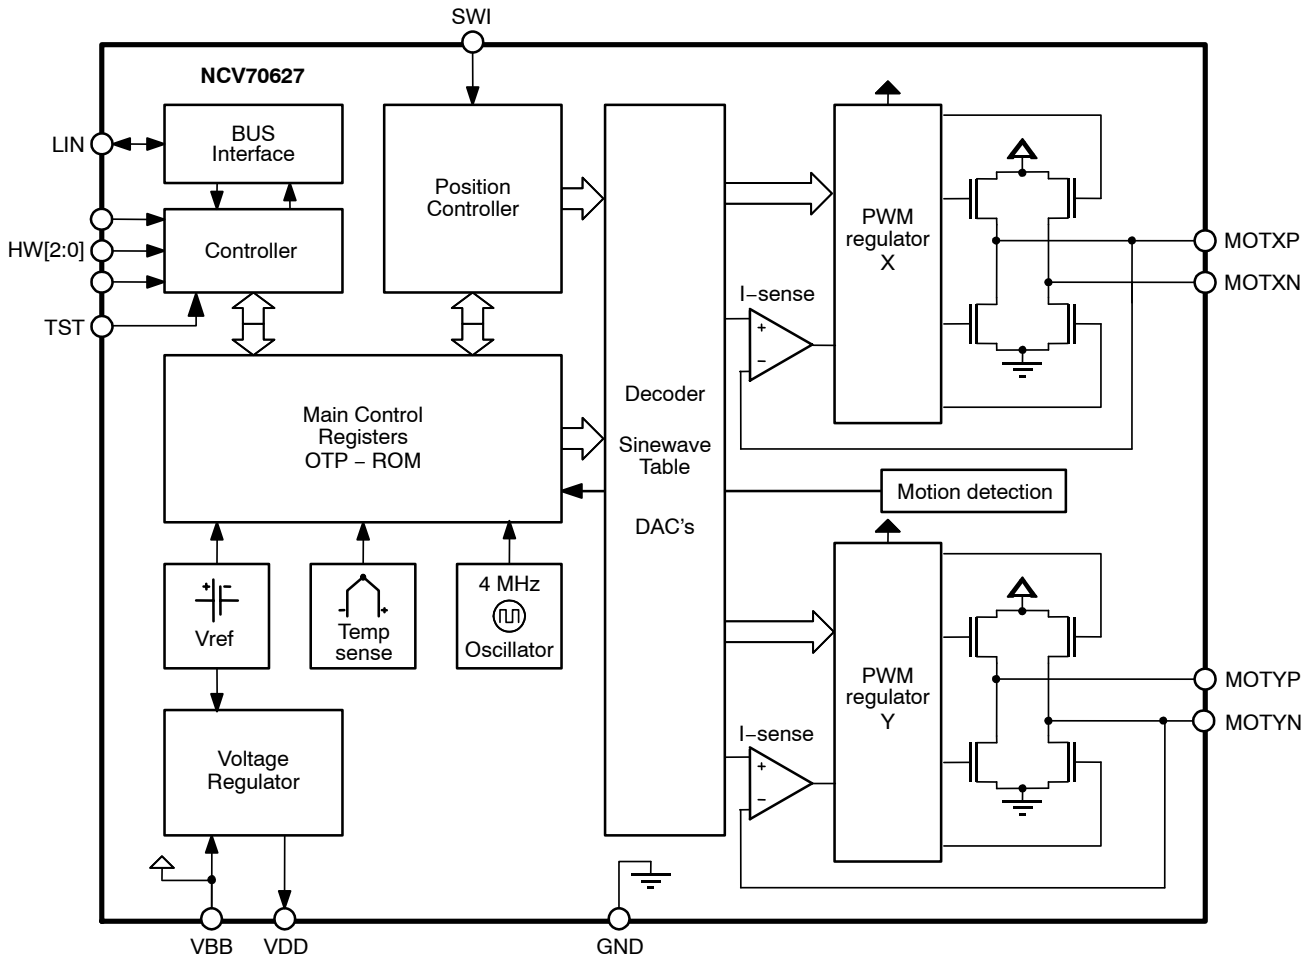 SWI
NCV70627
LIN
BUS
Interface
Position
Controller
HW[2:0]
Controller
TST
PWM
regulator
X
MOTXP
MOTXN
I−sense
+
−
Main Control
Registers
OTP − ROM
Decoder
Sinewave
Table
DAC's
Motion detection
+ −
Vref
− +
Temp
sense
4 MHz
Oscillator
PWM
regulator
Y
MOTYP
MOTYN
I−sense
+
−
Voltage
Regulator
VBB
VDD
GND